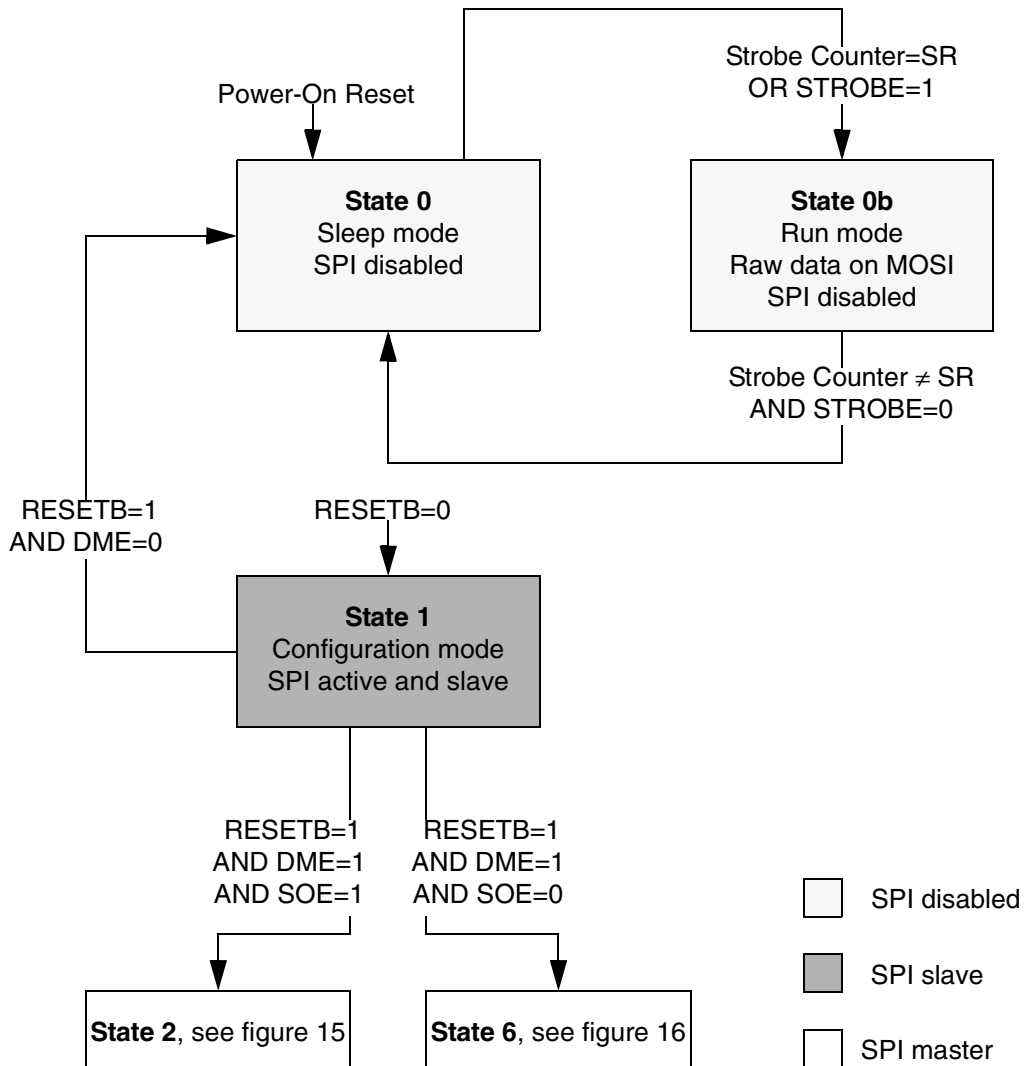 Strobe Counter=SR
OR STROBE=1
Power-On Reset
State 0
Sleep mode
SPI disabled
State 0b
Run mode
Raw data on MOSI
SPI disabled
Strobe Counter ≠ SR
AND STROBE=0
RESETB=1
AND DME=0
RESETB=0
State 1
Configuration mode
SPI active and slave
RESETB=1
AND DME=1
AND SOE=1
RESETB=1
AND DME=1
AND SOE=0
SPI disabled
SPI slave
State 2, see figure 15
State 6, see figure 16
SPI master